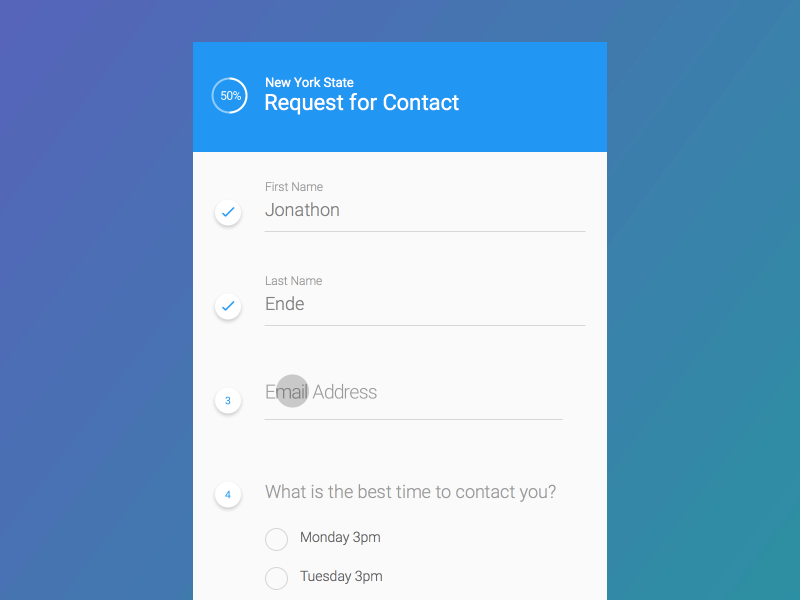 50%
New York State
Request for Contact
First Name
Jonathon
Last Name
Ende
3
Email Address
4
What is the best time to contact you?
Monday 3pm
Tuesday 3pm